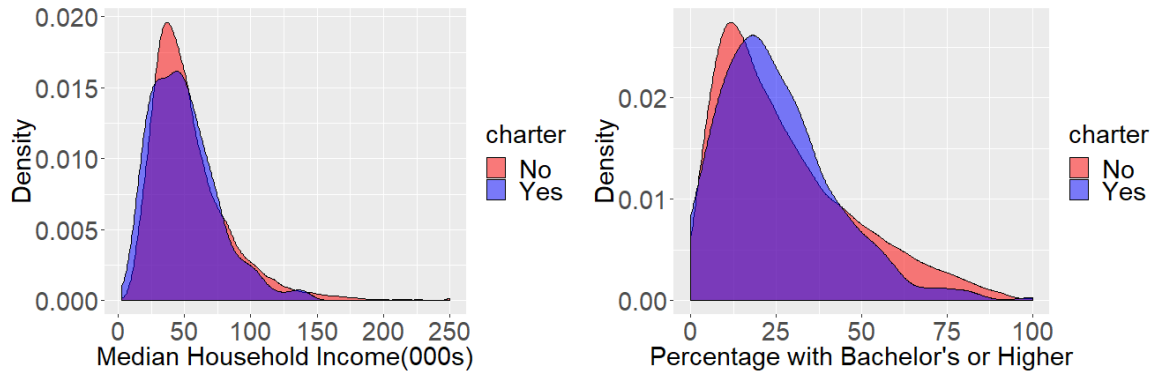 0.020
0.015
0.010
0.005
0.000
Density
0 50 100 150 200 250
Median Household Income(000s)
charter
No
Yes
0.02
0.01
0.00
Density
0 25 50 75 100
Percentage with Bachelor's or Higher
charter
No
Yes